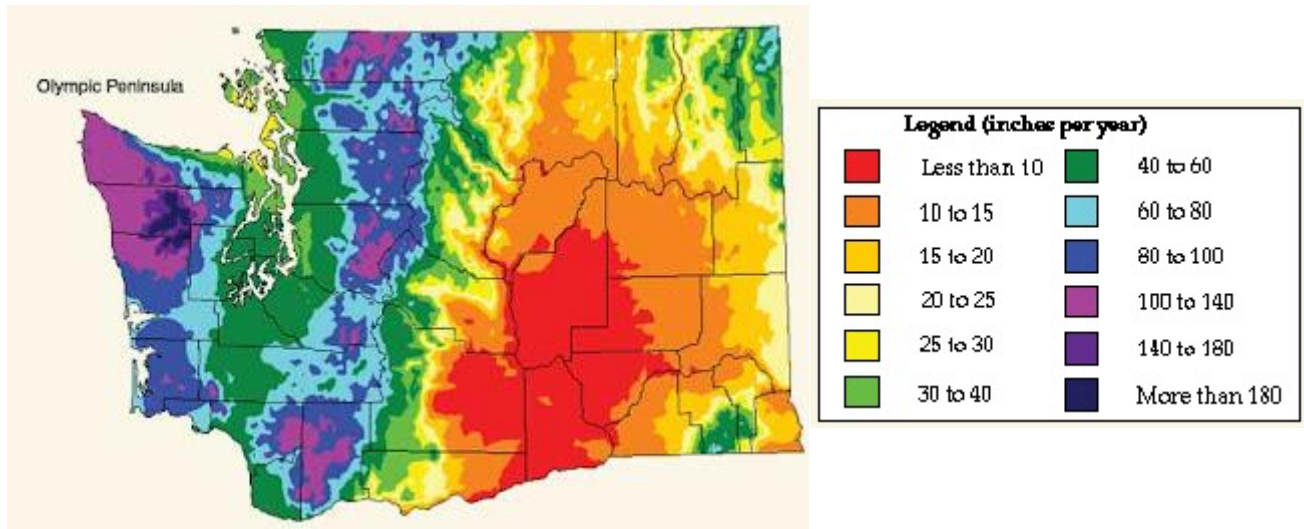 Olympic Peninsula
Legend (inches per year)
Less than 10
10 to 15
15 to 20
20 to 25
25 to 30
30 to 40
40 to 60
60 to 80
80 to 100
100 to 140
140 to 180
More than 180